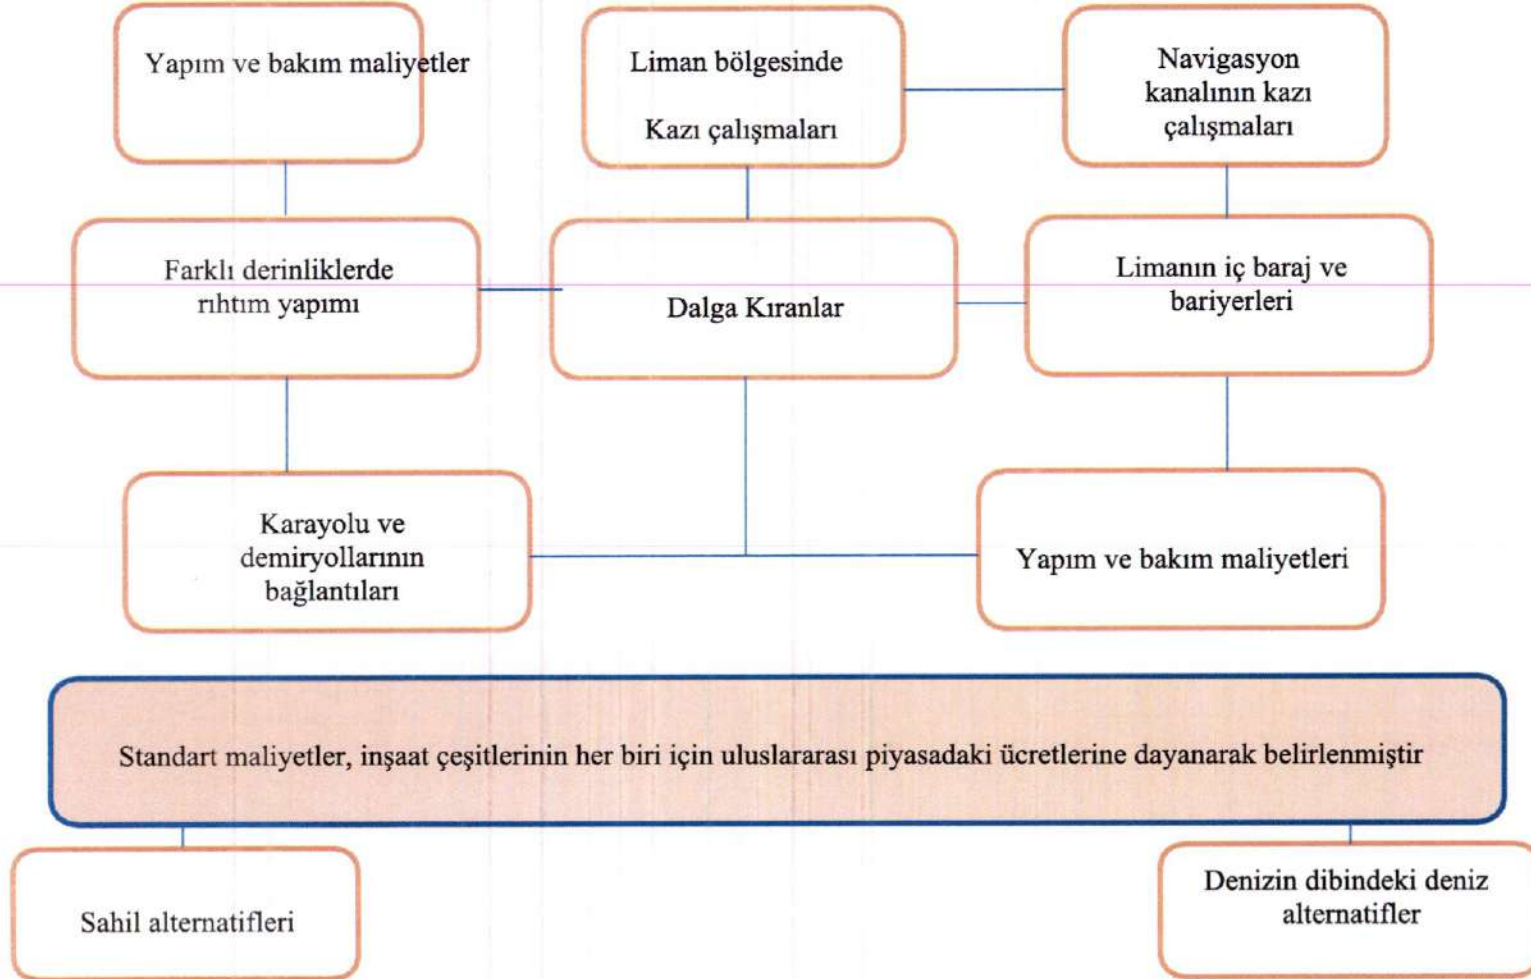 Yapım ve bakım maliyetler
Liman bölgesinde
Kazı çalışmaları
Navigasyon
kanalının kazı
çalışmaları
Farklı derinliklerde
rıhtım yapımı
Dalga Kıranlar
Limanın iç baraj ve
bariyerleri
Karayolu ve
demiryollarının
bağlantıları
Yapım ve bakım maliyetleri
Standart maliyetler, inşaat çeşitlerinin her biri için uluslararası piyasadaki ücretlerine dayanarak belirlenmiştir
Sahil alternatifleri
Denizin dibindeki deniz
alternatifler